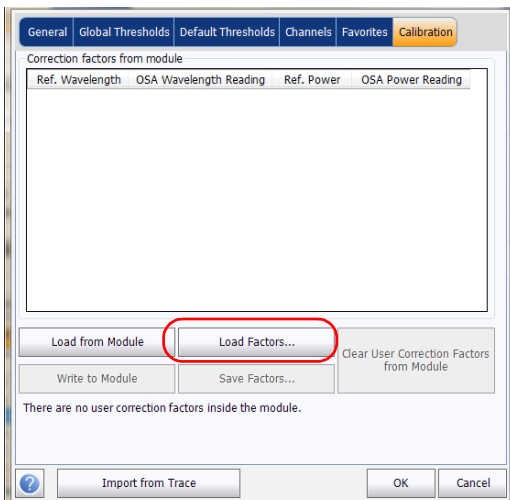 General Global Thresholds Default Thresholds Channels Favorites Calibration
Correction factors from module
Ref. Wavelength OSA Wavelength Reading Ref. Power OSA Power Reading
Load from Module Load Factors... Clear User Correction Factors
from Module
Write to Module Save Factors...
There are no user correction factors inside the module.
? Import from Trace OK Cancel